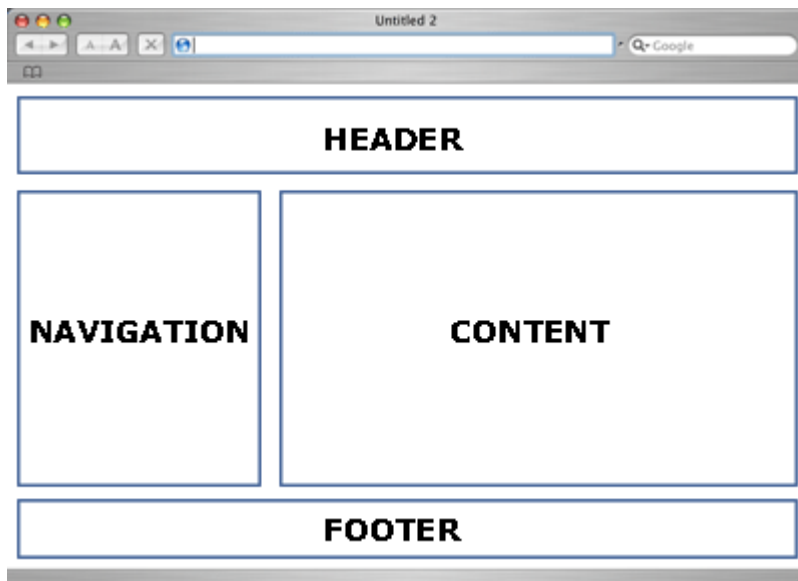 Untitled 2
A A
Google
HEADER
NAVIGATION
CONTENT
FOOTER